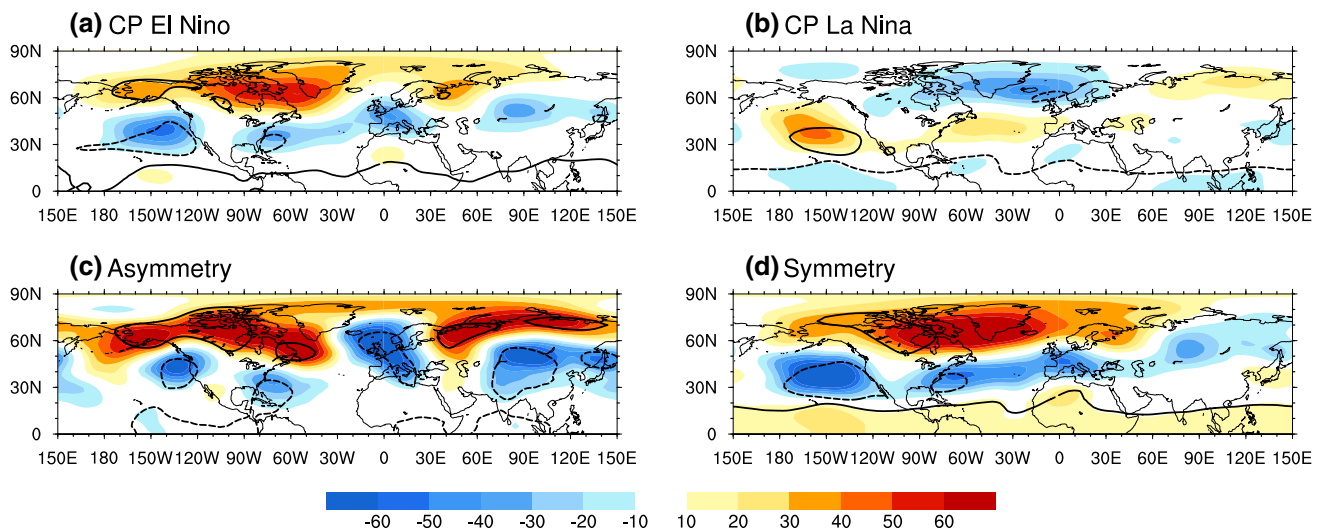 (a) CP El Nino
(b) CP La Nina
90N
60N
30N
0
150E 180 150W 120W 90W 60W 30W 0 30E 60E 90E 120E 150E
90N
60N
30N
0
150E 180 150W 120W 90W 60W 30W 0 30E 60E 90E 120E 150E
(c) Asymmetry
(d) Symmetry
90N
60N
30N
0
150E 180 150W 120W 90W 60W 30W 0 30E 60E 90E 120E 150E
90N
60N
30N
0
150E 180 150W 120W 90W 60W 30W 0 30E 60E 90E 120E 150E
-60 -50 -40 -30 -20 -10 10 20 30 40 50 60